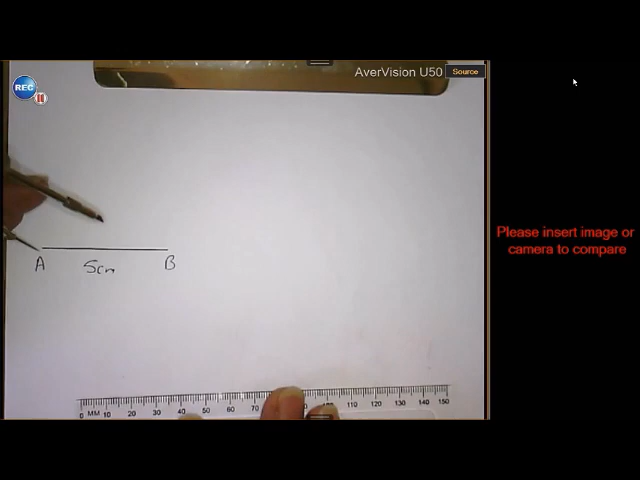 AverVision U50
Source
REC
Please insert image or
camera to compare
A 5cm B
0 MM 10 20 30 40 50 60 70 110 120 130 140 150